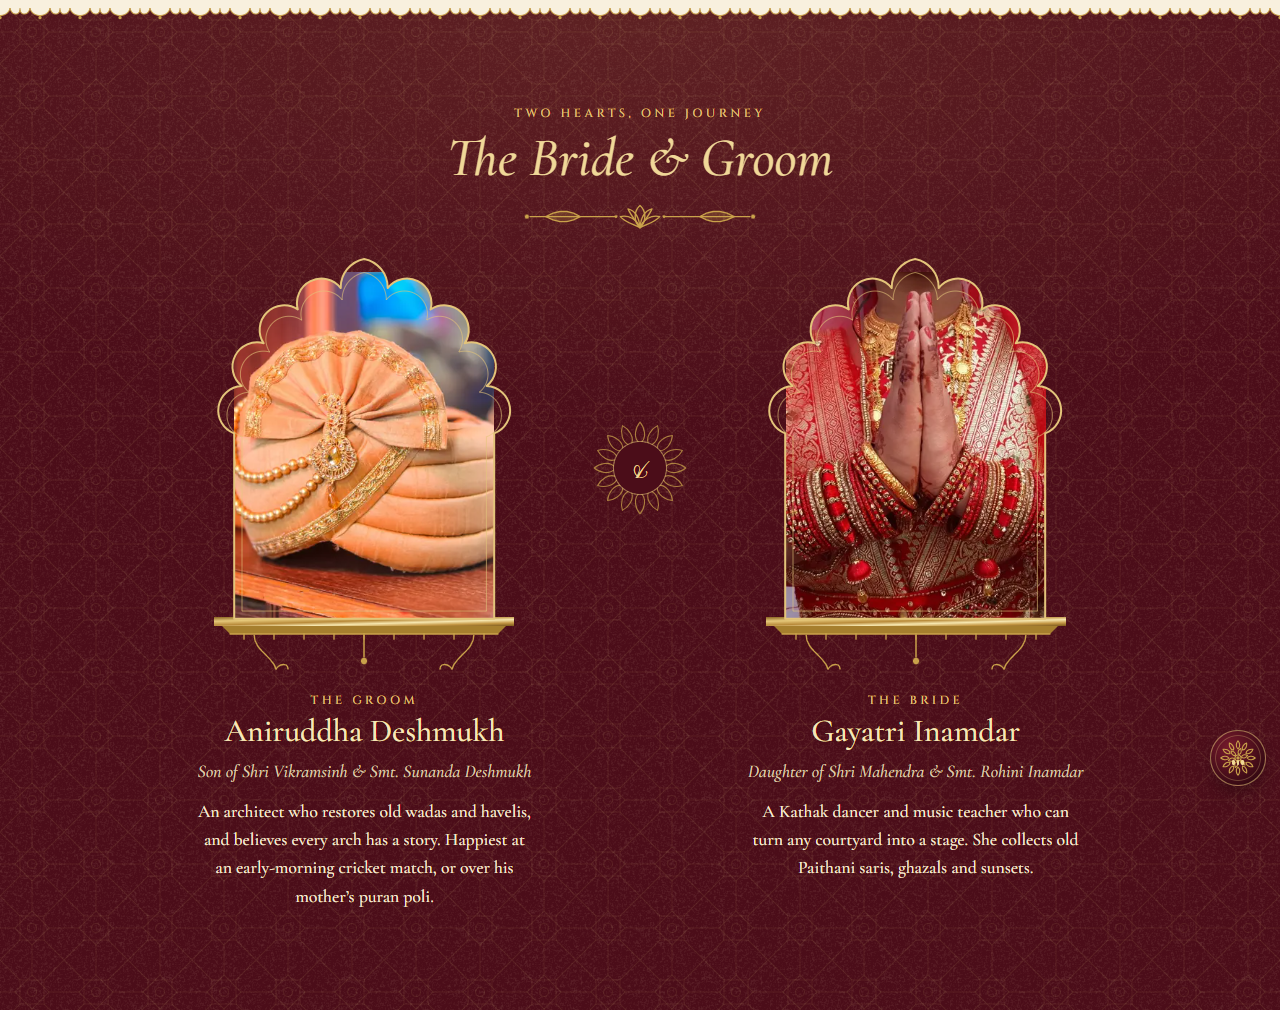 TWO HEARTS, ONE JOURNEY
The Bride & Groom
&
THE GROOM
Aniruddha Deshmukh
Son of Shri Vikramsinh & Smt. Sunanda Deshmukh
An architect who restores old wadas and havelis,
and believes every arch has a story. Happiest at
an early-morning cricket match, or over his
mother’s puran poli.
THE BRIDE
Gayatri Inamdar
Daughter of Shri Mahendra & Smt. Rohini Inamdar
A Kathak dancer and music teacher who can
turn any courtyard into a stage. She collects old
Paithani saris, ghazals and sunsets.